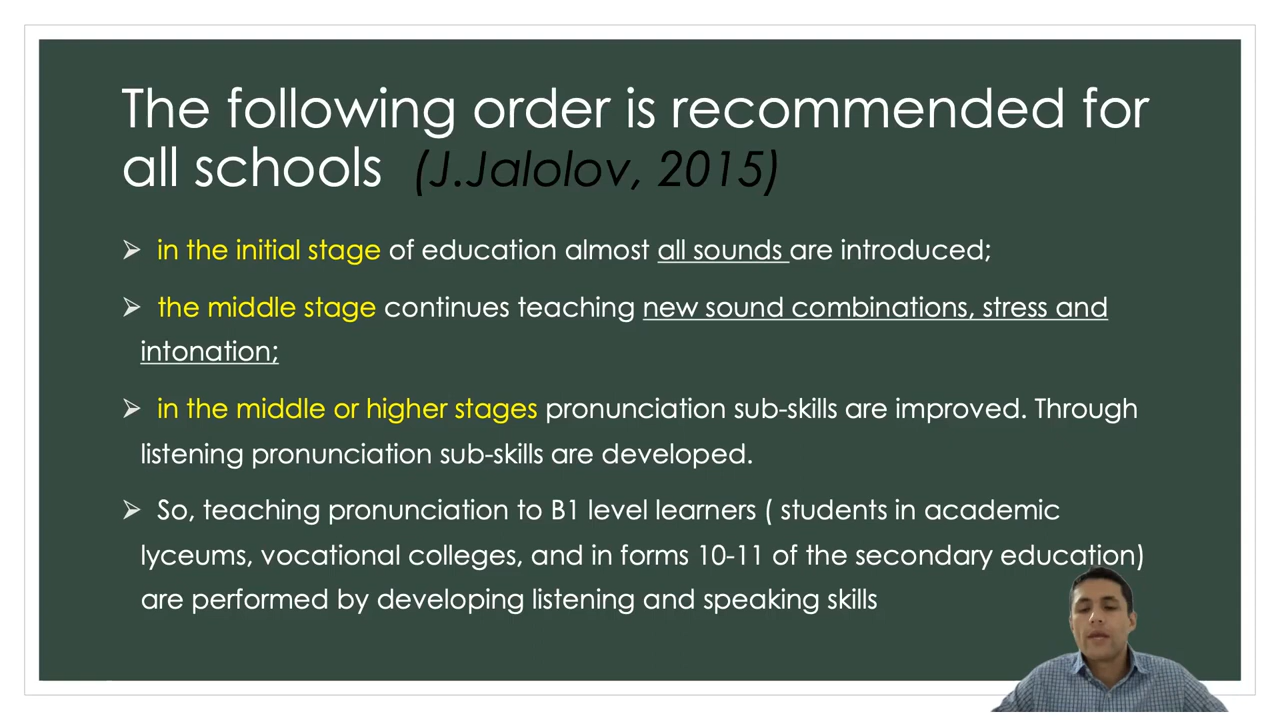 The following order is recommended for
all schools (J.Jalolov, 2015)
➢ in the initial stage of education almost all sounds are introduced;
➢ the middle stage continues teaching new sound combinations, stress and
intonation;
➢ in the middle or higher stages pronunciation sub-skills are improved. Through
listening pronunciation sub-skills are developed.
➢ So, teaching pronunciation to B1 level learners ( students in academic
lyceums, vocational colleges, and in forms 10-11 of the secondary education)
are performed by developing listening and speaking skills